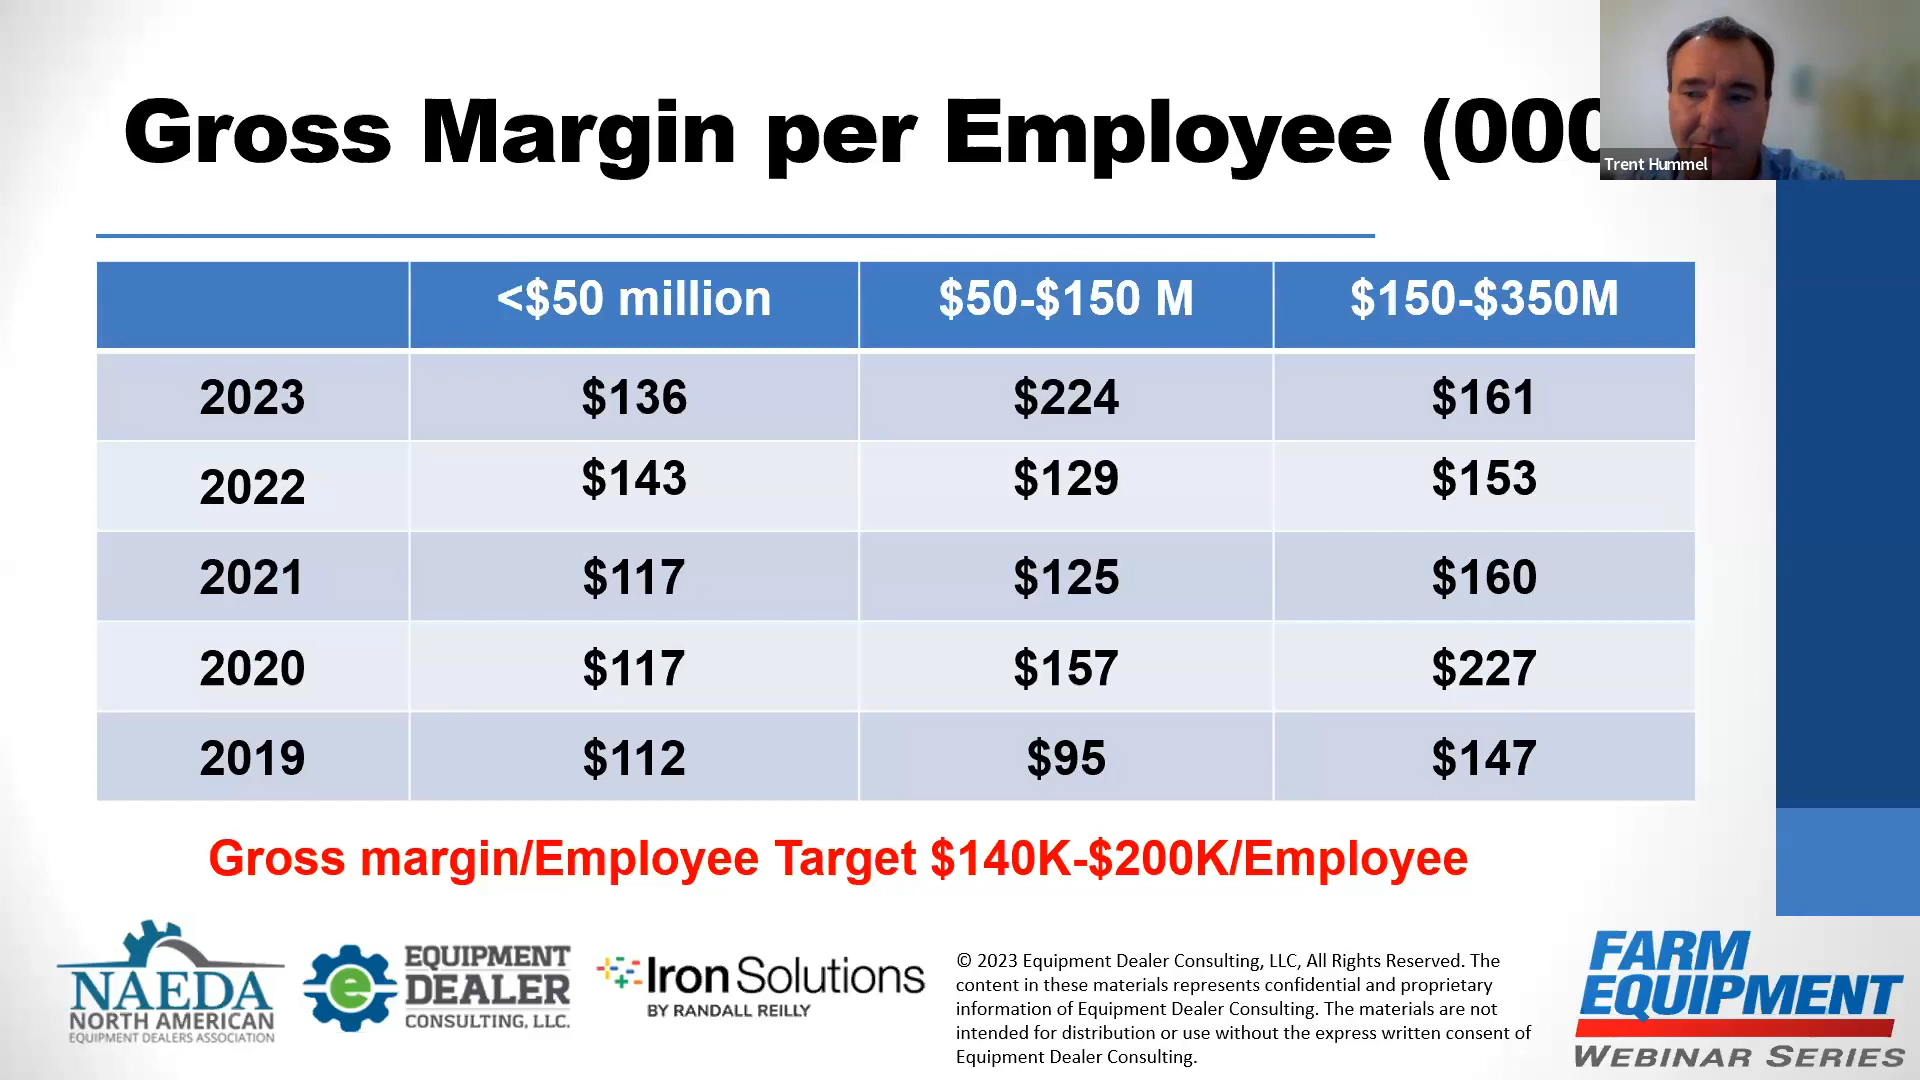 Gross Margin per Employee (000
Trent Hummel
<$50 million $50-$150 M $150-$350M
2023 $136 $224 $161
2022 $143 $129 $153
2021 $117 $125 $160
2020 $117 $157 $227
2019 $112 $95 $147
Gross margin/Employee Target $140K-$200K/Employee
NAEDA
NORTH AMERICAN
EQUIPMENT DEALERS ASSOCIATION
e
EQUIPMENT
DEALER
CONSULTING, LLC.
IronSolutions
BY RANDALL REILLY
© 2023 Equipment Dealer Consulting, LLC, All Rights Reserved. The
content in these materials represents confidential and proprietary
information of Equipment Dealer Consulting. The materials are not
intended for distribution or use without the express written consent of
Equipment Dealer Consulting.
FARM
EQUIPMENT
WEBINAR SERIES